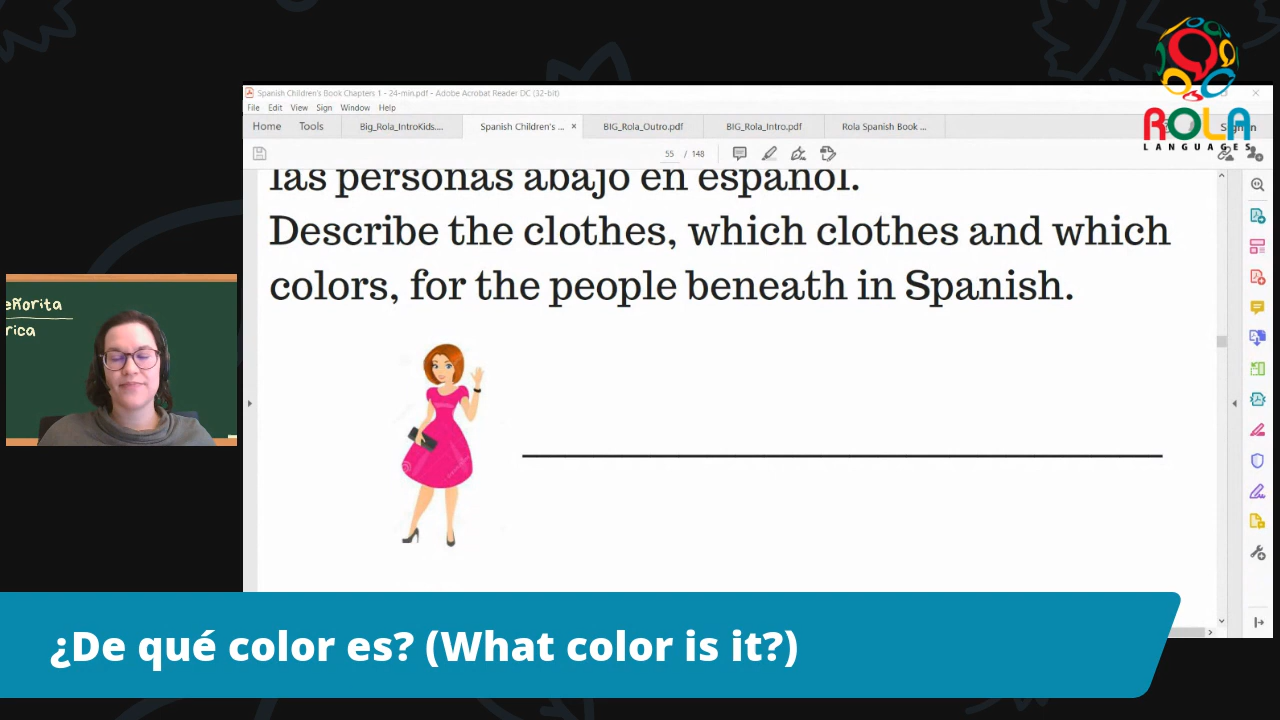 ROLA
LANGUAGES
Spanish Children's Book Chapters 1 - 24-min.pdf - Adobe Acrobat Reader DC (32-bit)
File Edit View Sign Window Help
Home Tools Big_Rola_IntroKids.... Spanish Children's ... × BIG_Rola_Outro.pdf BIG_Rola_Intro.pdf Rola Spanish Book ...
55 / 148
las personas abajo en español.
Describe the clothes, which clothes and which
colors, for the people beneath in Spanish.
eñorita
rica
¿De qué color es? (What color is it?)